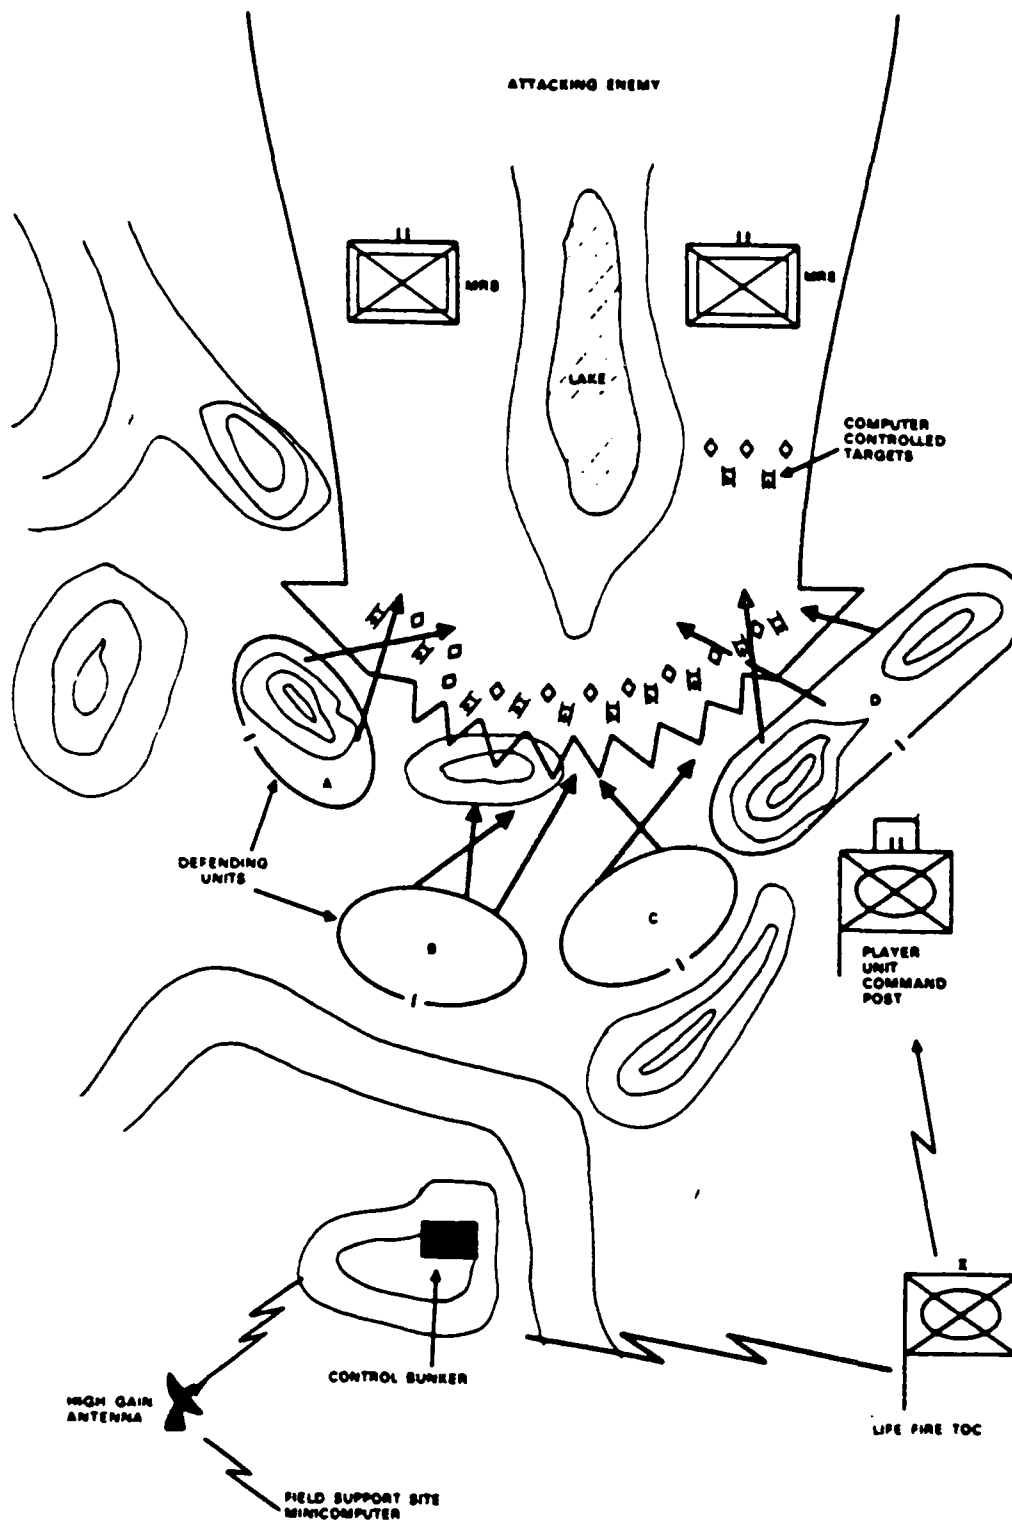 ATTACKING ENEMY
MRB
MRB
LAKE
COMPUTER
CONTROLLED
TARGETS
D
A
DEFENDING
UNITS
C
B
PLAYER
UNIT
COMMAND
POST
II
CONTROL BUNKER
HIGH GAIN
ANTENNA
LIFE FIRE TOC
FIELD SUPPORT SITE
MINICOMPUTER